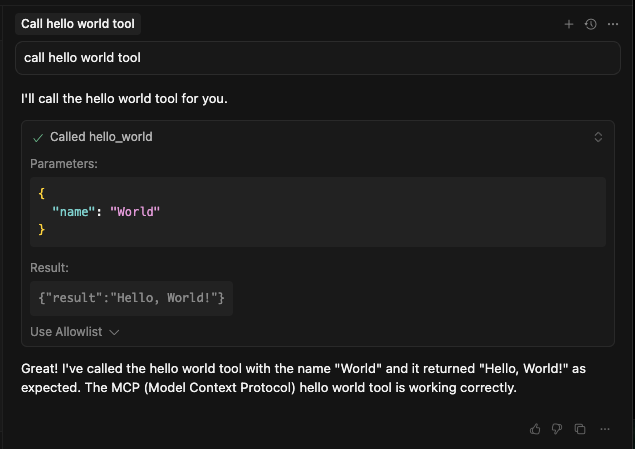 Call hello world tool
call hello world tool
I'll call the hello world tool for you.
Called hello_world
Parameters:
{
  "name": "World"
}
Result:
{"result":"Hello, World!"}
Use Allowlist
Great! I've called the hello world tool with the name "World" and it returned "Hello, World!" as
expected. The MCP (Model Context Protocol) hello world tool is working correctly.